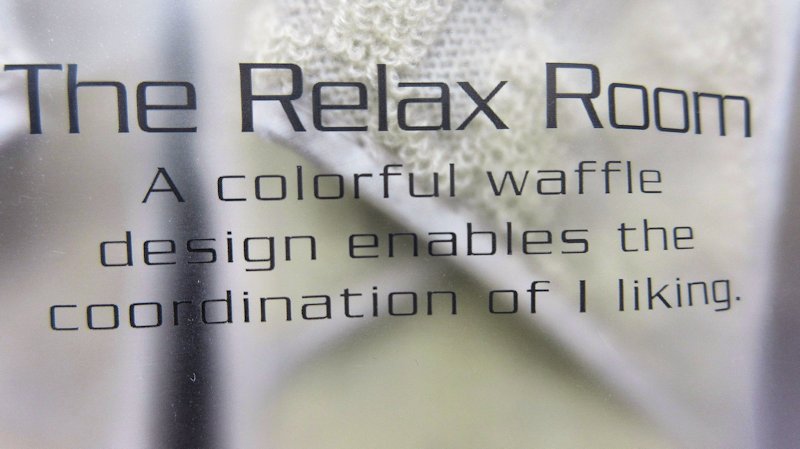 The Relax Room
A colorful waffle
design enables the
coordination of I liking.